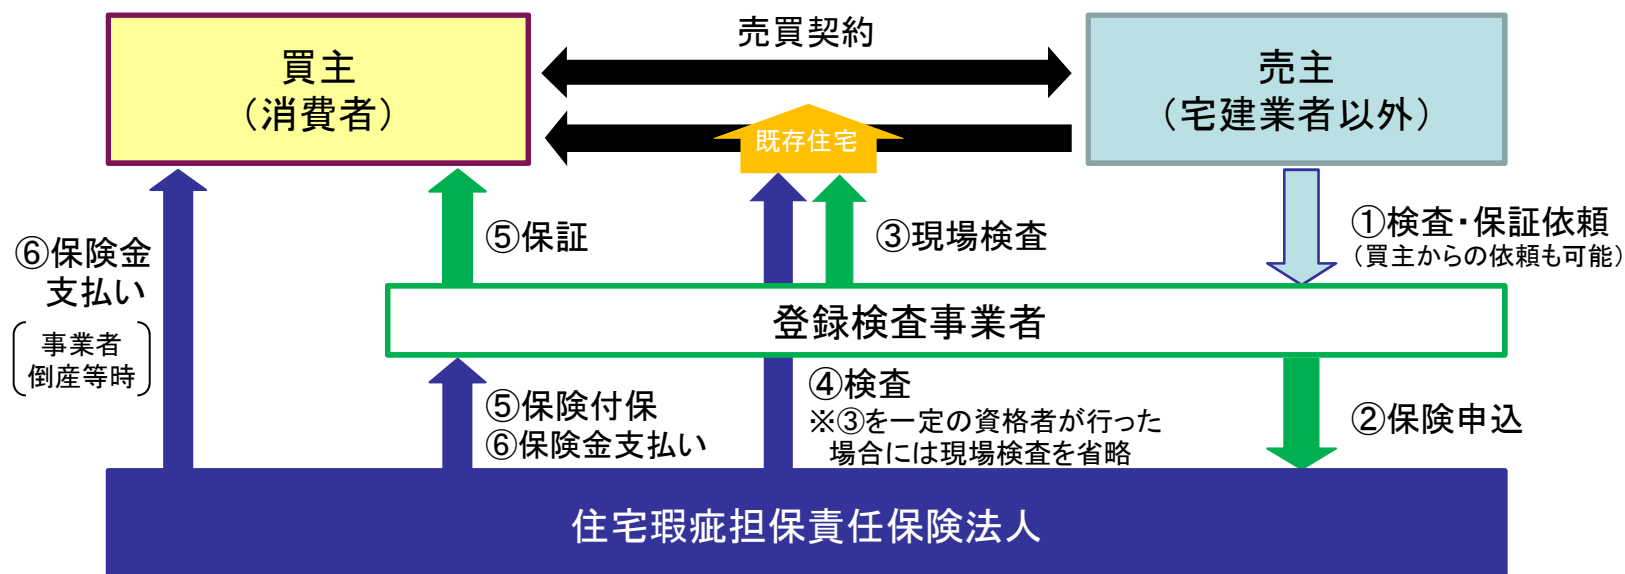 売買契約
買主
（消費者）
売主
（宅建業者以外）
既存住宅
①検査・保証依頼
（買主からの依頼も可能）
⑤保証
③現場検査
⑥保険金
支払い
事業者
倒産等時
登録検査事業者
④検査
※③を一定の資格者が行った
場合には現場検査を省略
⑤保険付保
⑥保険金支払い
②保険申込
住宅瑕疵担保責任保険法人